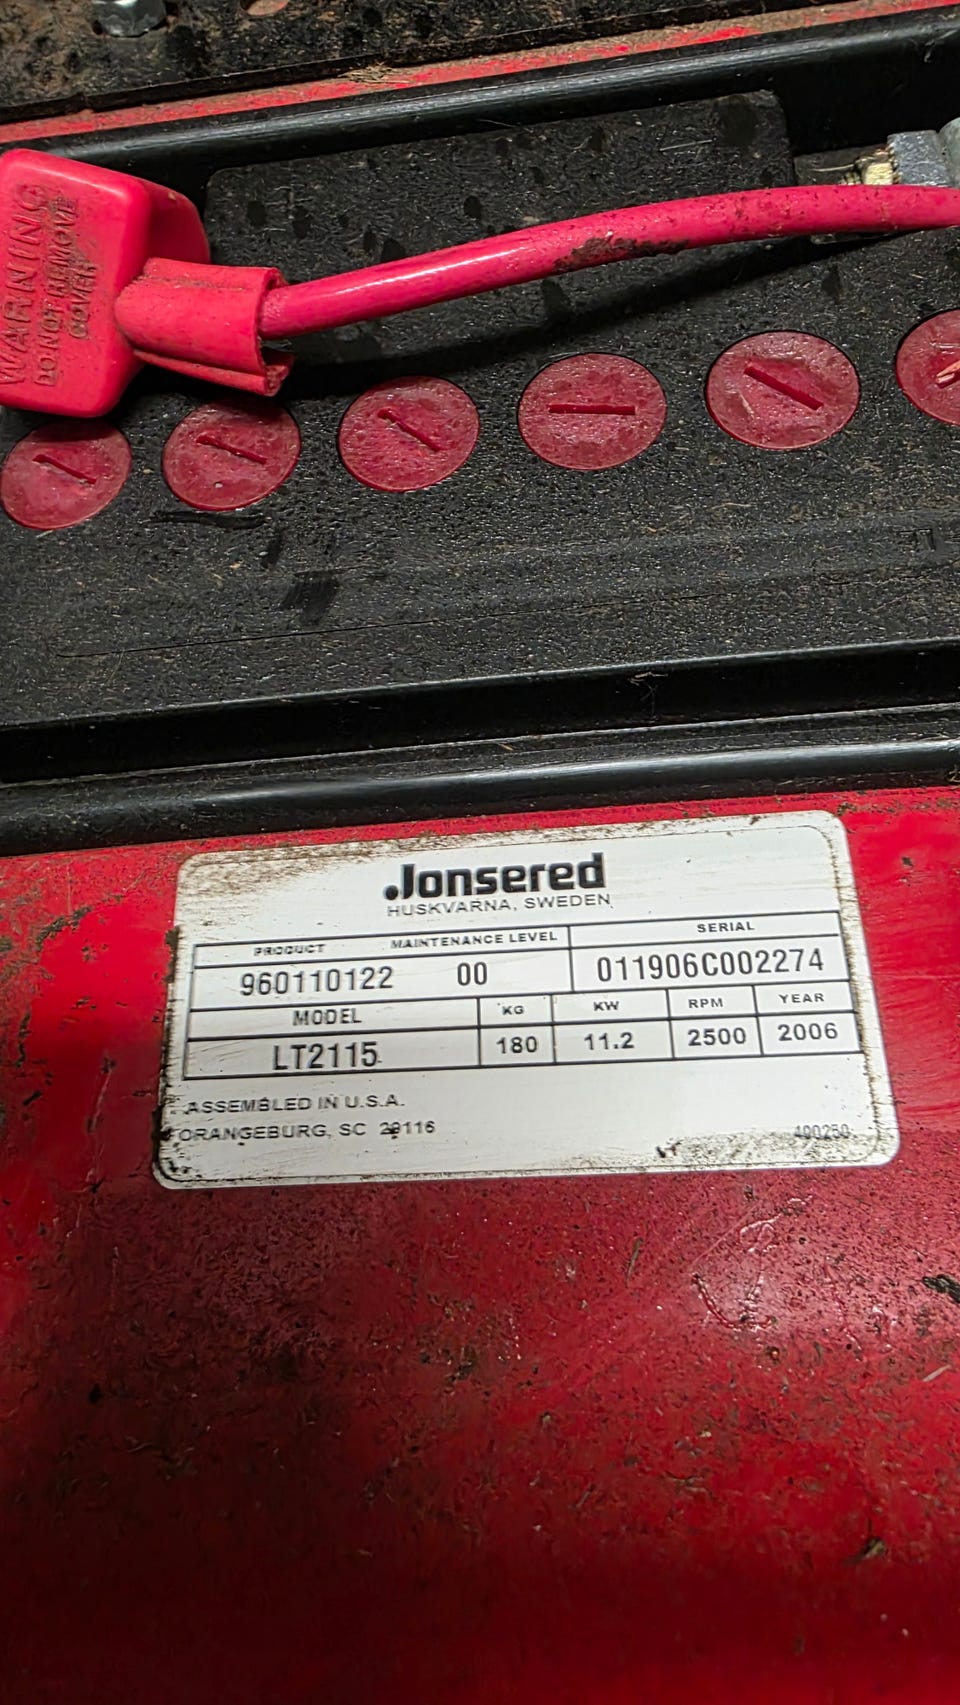 WARNING
DO NOT REMOVE
COVER
Jonsered
HUSKVARNA, SWEDEN
PRODUCT MAINTENANCE LEVEL SERIAL
960110122 00 011906C002274
MODEL KG KW RPM YEAR
LT2115 180 11.2 2500 2006
ASSEMBLED IN U.S.A.
ORANGEBURG, SC 29116
400250